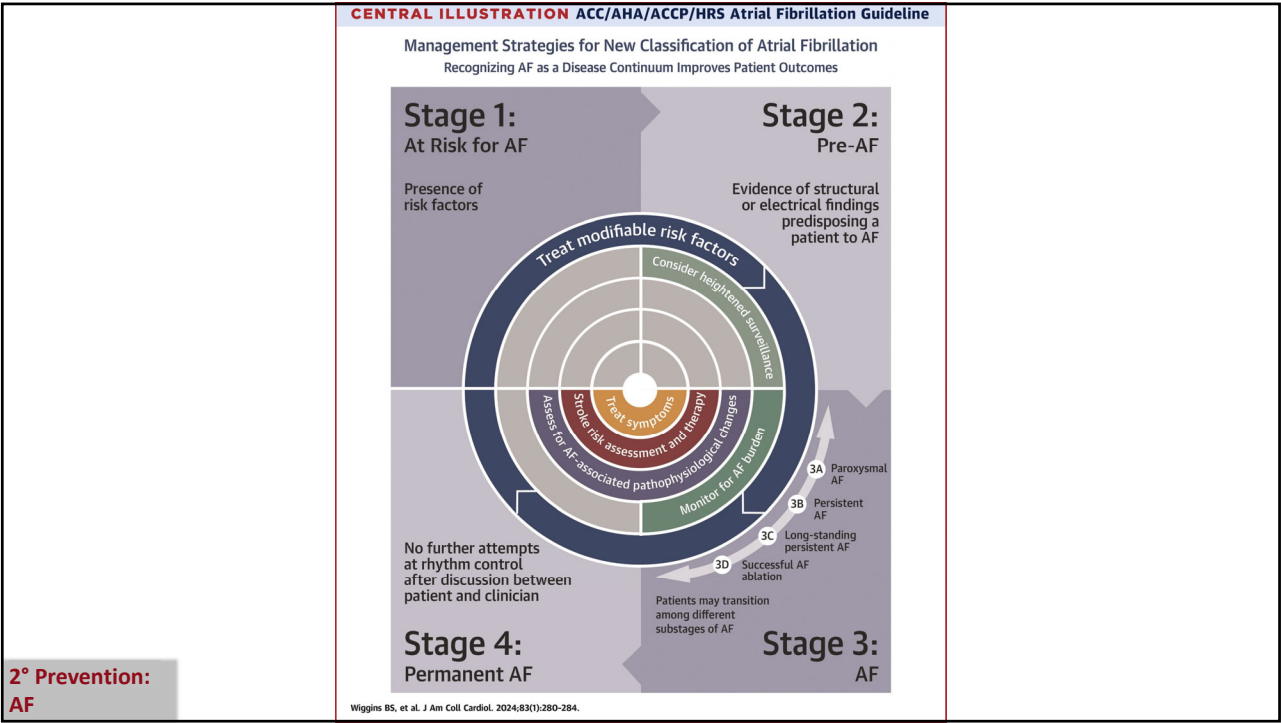 CENTRAL ILLUSTRATION ACC/AHA/ACCP/HRS Atrial Fibrillation Guideline
Management Strategies for New Classification of Atrial Fibrillation
Recognizing AF as a Disease Continuum Improves Patient Outcomes
Stage 1:
At Risk for AF
Presence of
risk factors
Stage 2:
Pre-AF
Evidence of structural
or electrical findings
predisposing a
patient to AF
Treat modifiable risk factors
Consider heightened surveillance
Treat symptoms
Stroke risk assessment and therapy
Assess for AF-associated pathophysiological changes
Monitor for AF burden
3A Paroxysmal
AF
3B Persistent
AF
3C Long-standing
persistent AF
3D Successful AF
ablation
Patients may transition
among different
substages of AF
Stage 3:
AF
No further attempts
at rhythm control
after discussion between
patient and clinician
Stage 4:
Permanent AF
Wiggins BS, et al. J Am Coll Cardiol. 2024;83(1):280-284.
2° Prevention:
AF